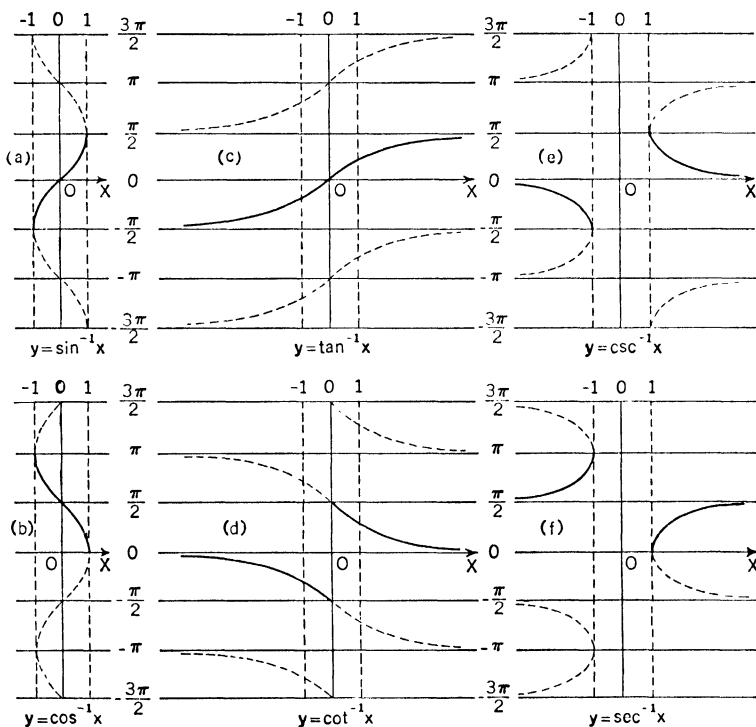 -1 0 1 3π/2 -1 0 1 3π/2 -1 0 1
π π
π/2 π/2
(a) (c) (e)
O X 0 O X 0 O X
-π/2 -π/2
-π -π
-3π/2 -3π/2
y=sin⁻¹x y=tan⁻¹x y=csc⁻¹x
-1 0 1 3π/2 -1 0 1 3π/2 -1 0 1
π π
π/2 π/2
(b) (d) (f)
O X 0 O X 0 O X
-π/2 -π/2
-π -π
-3π/2 -3π/2
y=cos⁻¹x y=cot⁻¹x y=sec⁻¹x